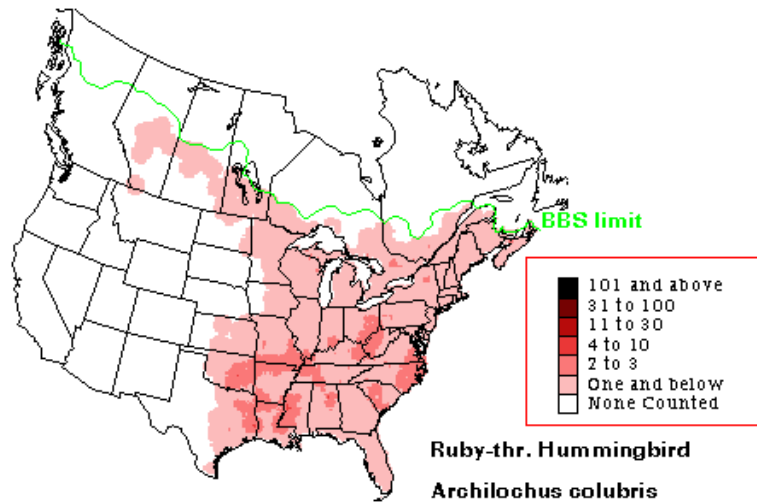 BBS limit
101 and above
31 to 100
11 to 30
4 to 10
2 to 3
One and below
None Counted
Ruby-thr. Hummingbird
Archilochus colubris